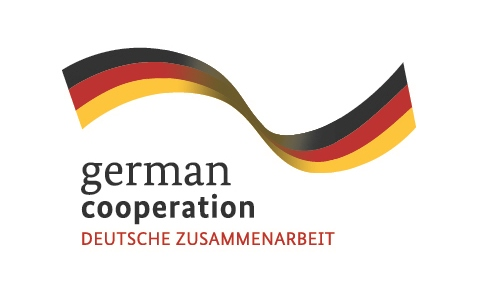 german
cooperation
DEUTSCHE ZUSAMMENARBEIT